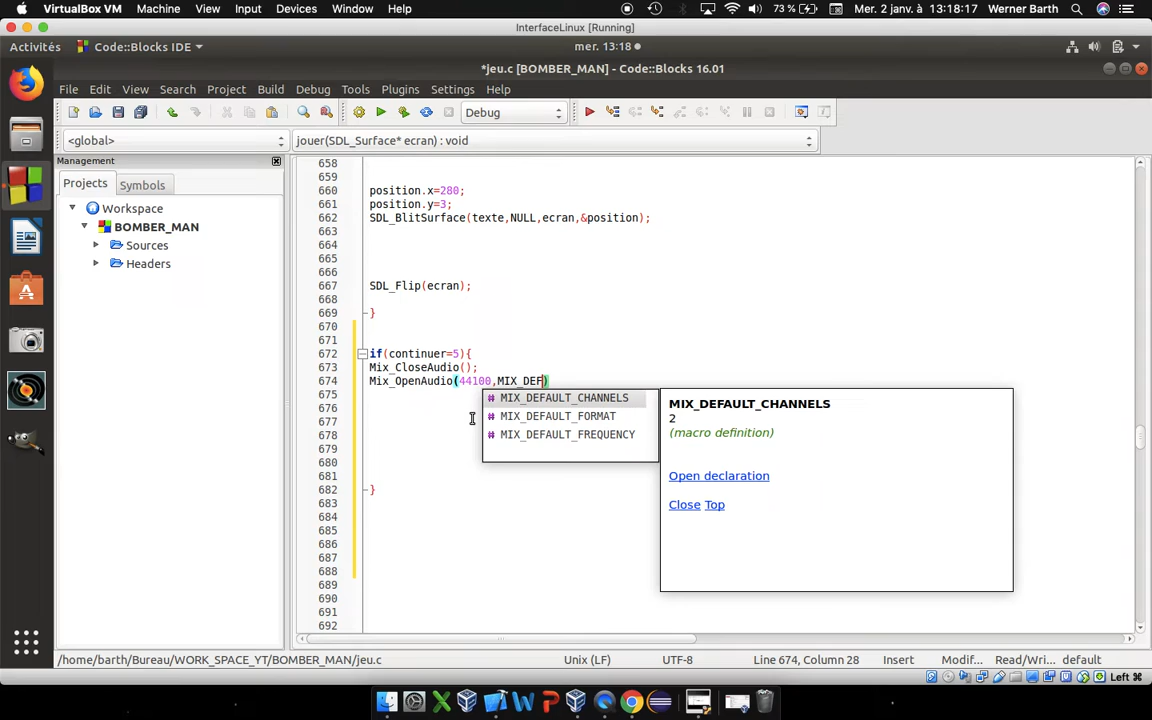 VirtualBox VM Machine View Input Devices Window Help 73 % Mer. 2 janv. à 13:18:17 Werner Barth
InterfaceLinux [Running]
Activités Code::Blocks IDE mer. 13:18
*jeu.c [BOMBER_MAN] - Code::Blocks 16.01
File Edit View Search Project Build Debug Tools Plugins Settings Help
Debug
<global> jouer(SDL_Surface* ecran) : void
Management
Projects Symbols
Workspace
BOMBER_MAN
Sources
Headers
658
659
660 position.x=280;
661 position.y=3;
662 SDL_BlitSurface(texte,NULL,ecran,&position);
663
664
665
666
667 SDL_Flip(ecran);
668
669 }
670
671
672 if(continuer=5){
673 Mix_CloseAudio();
674 Mix_OpenAudio(44100,MIX_DEF)
675
676
677
678
679
680
681
682 }
683
684
685
686
687
688
689
690
691
692
# MIX_DEFAULT_CHANNELS
# MIX_DEFAULT_FORMAT
# MIX_DEFAULT_FREQUENCY
MIX_DEFAULT_CHANNELS
2
(macro definition)
Open declaration
Close Top
/home/barth/Bureau/WORK_SPACE_YT/BOMBER_MAN/jeu.c Unix (LF) UTF-8 Line 674, Column 28 Insert Modif... Read/Wri... default
Left ⌘